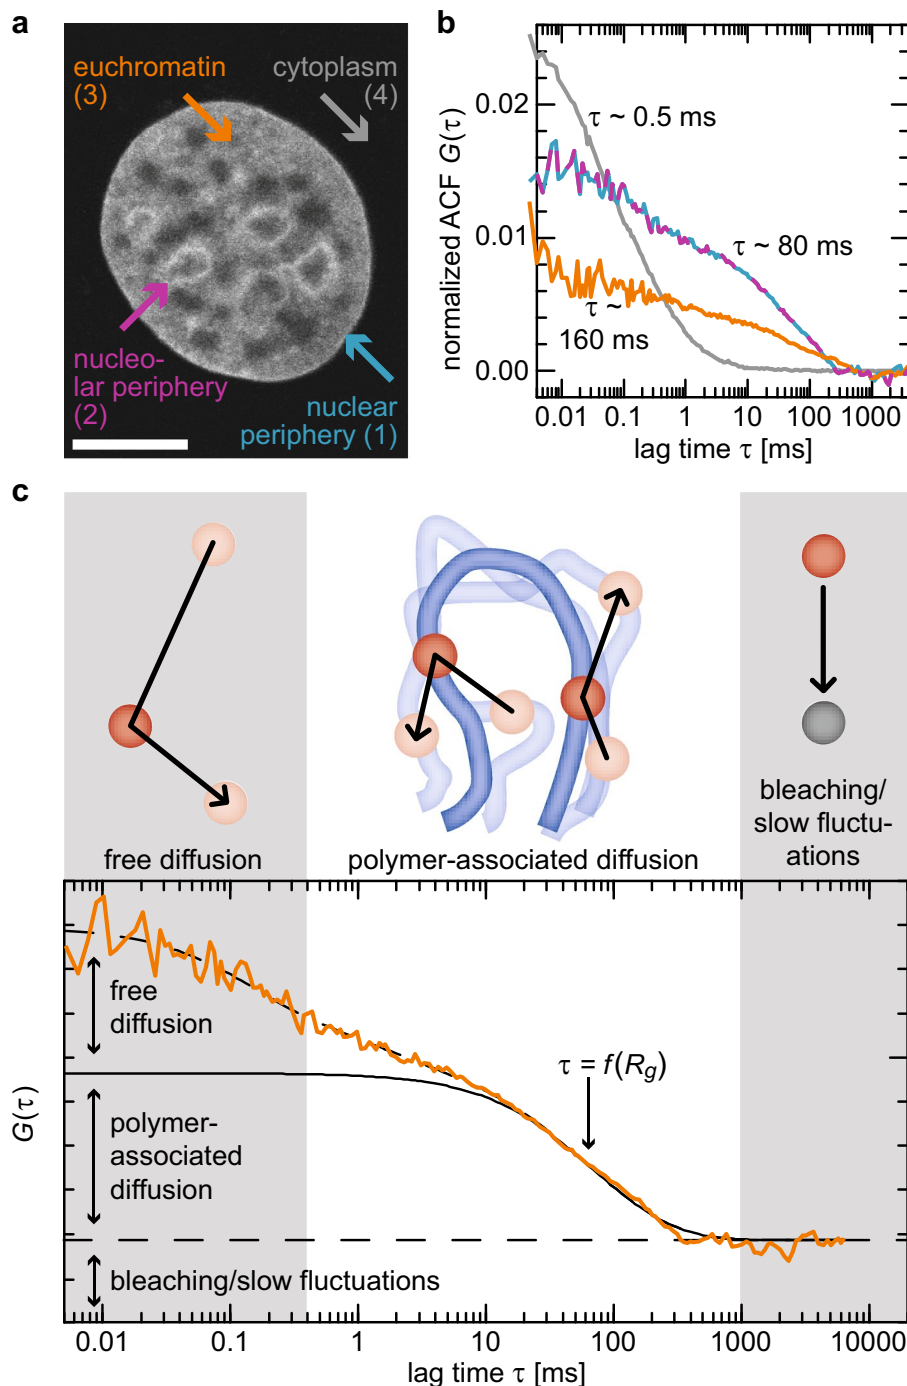 a
euchromatin
(3)
cytoplasm
(4)
nucleo-
lar periphery
(2)
nuclear
periphery (1)
b
normalized ACF G(τ)
0.02
0.01
0.00
τ ~ 0.5 ms
τ ~ 80 ms
τ ~
160 ms
0.01 0.1 1 10 100 1000
lag time τ [ms]
c
free diffusion
polymer-associated diffusion
bleaching/
slow fluctu-
ations
G(τ)
free
diffusion
polymer-
associated
diffusion
bleaching/slow fluctuations
τ = f(Rg)
0.01 0.1 1 10 100 1000 10000
lag time τ [ms]